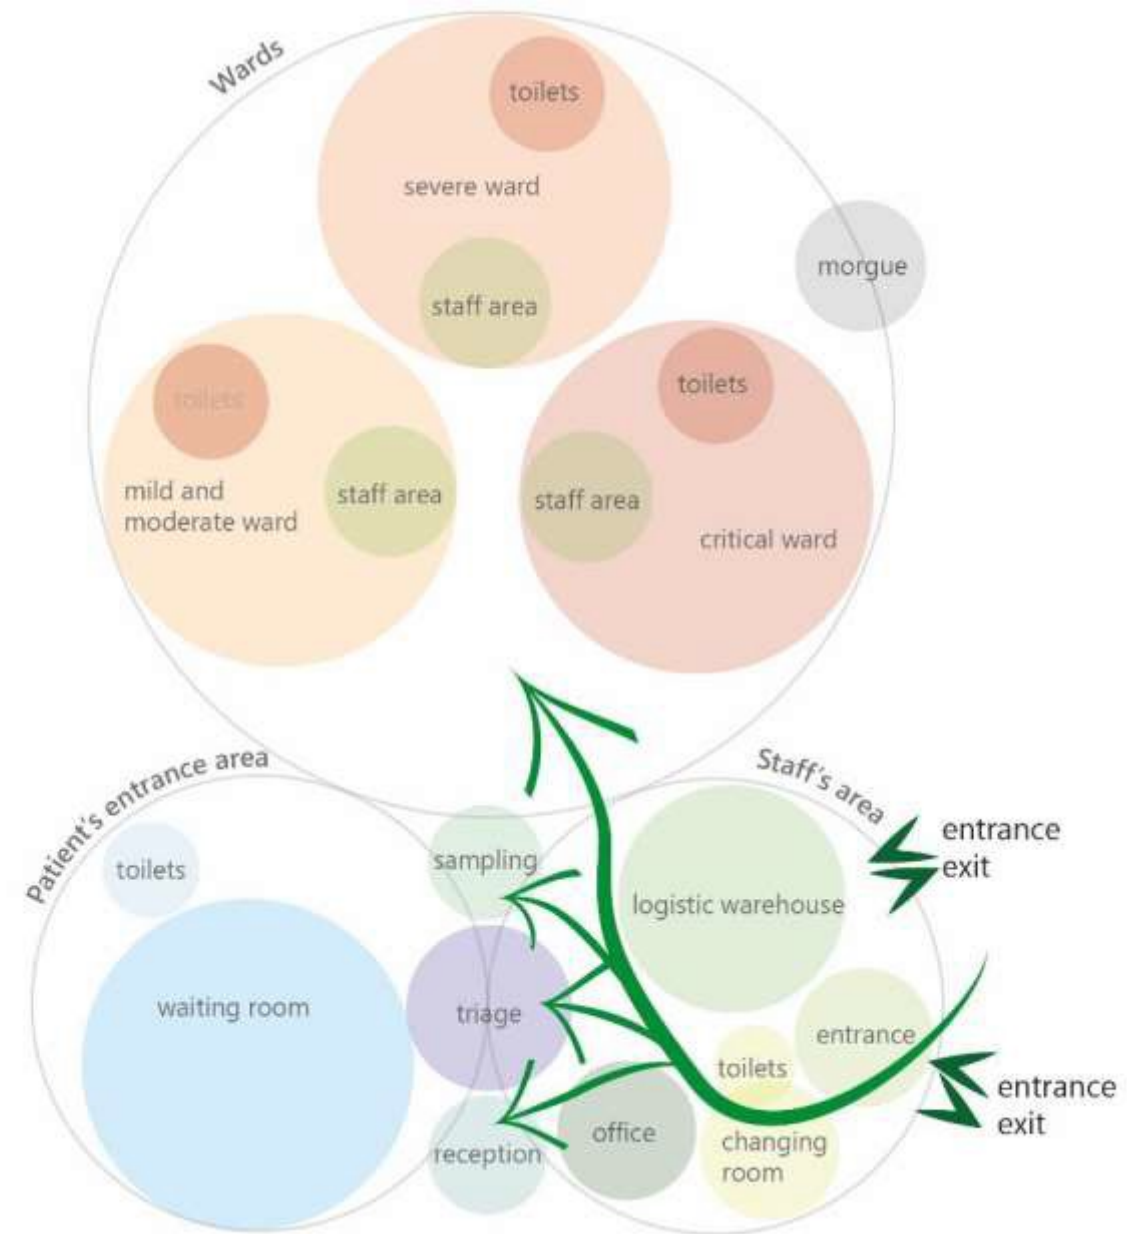 Wards
toilets
severe ward
morgue
staff area
toilets
toilets
mild and
moderate ward
staff area
staff area
critical ward
Patient's entrance area
Staff's area
entrance
exit
sampling
toilets
logistic warehouse
waiting room
triage
entrance
toilets
entrance
exit
office
changing
room
reception